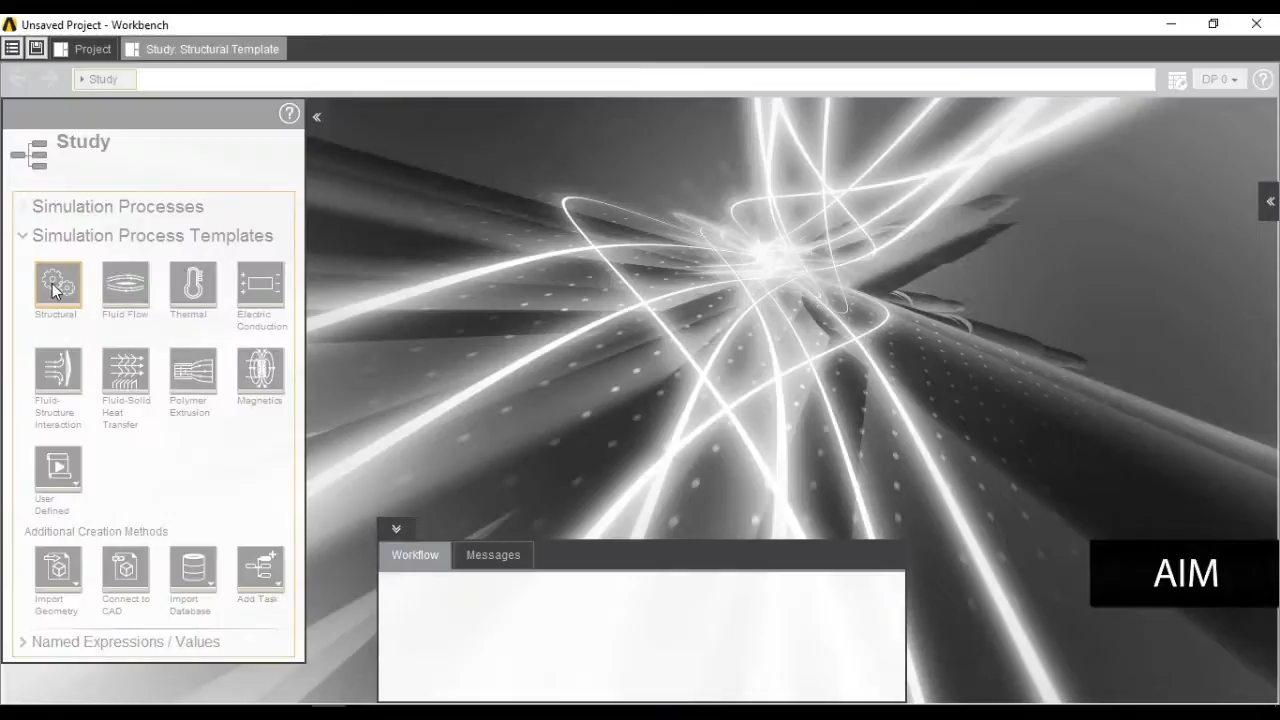 Unsaved Project - Workbench
Project
Study: Structural Template
Study
DP 0
Study
Simulation Processes
Simulation Process Templates
Structural
Fluid Flow
Thermal
Electric
Conduction
Fluid-
Structure
Interaction
Fluid-Solid
Heat
Transfer
Polymer
Extrusion
Magnetics
User
Defined
Additional Creation Methods
Import
Geometry
Connect to
CAD
Import
Database
Add Task
Named Expressions / Values
Workflow
Messages
AIM